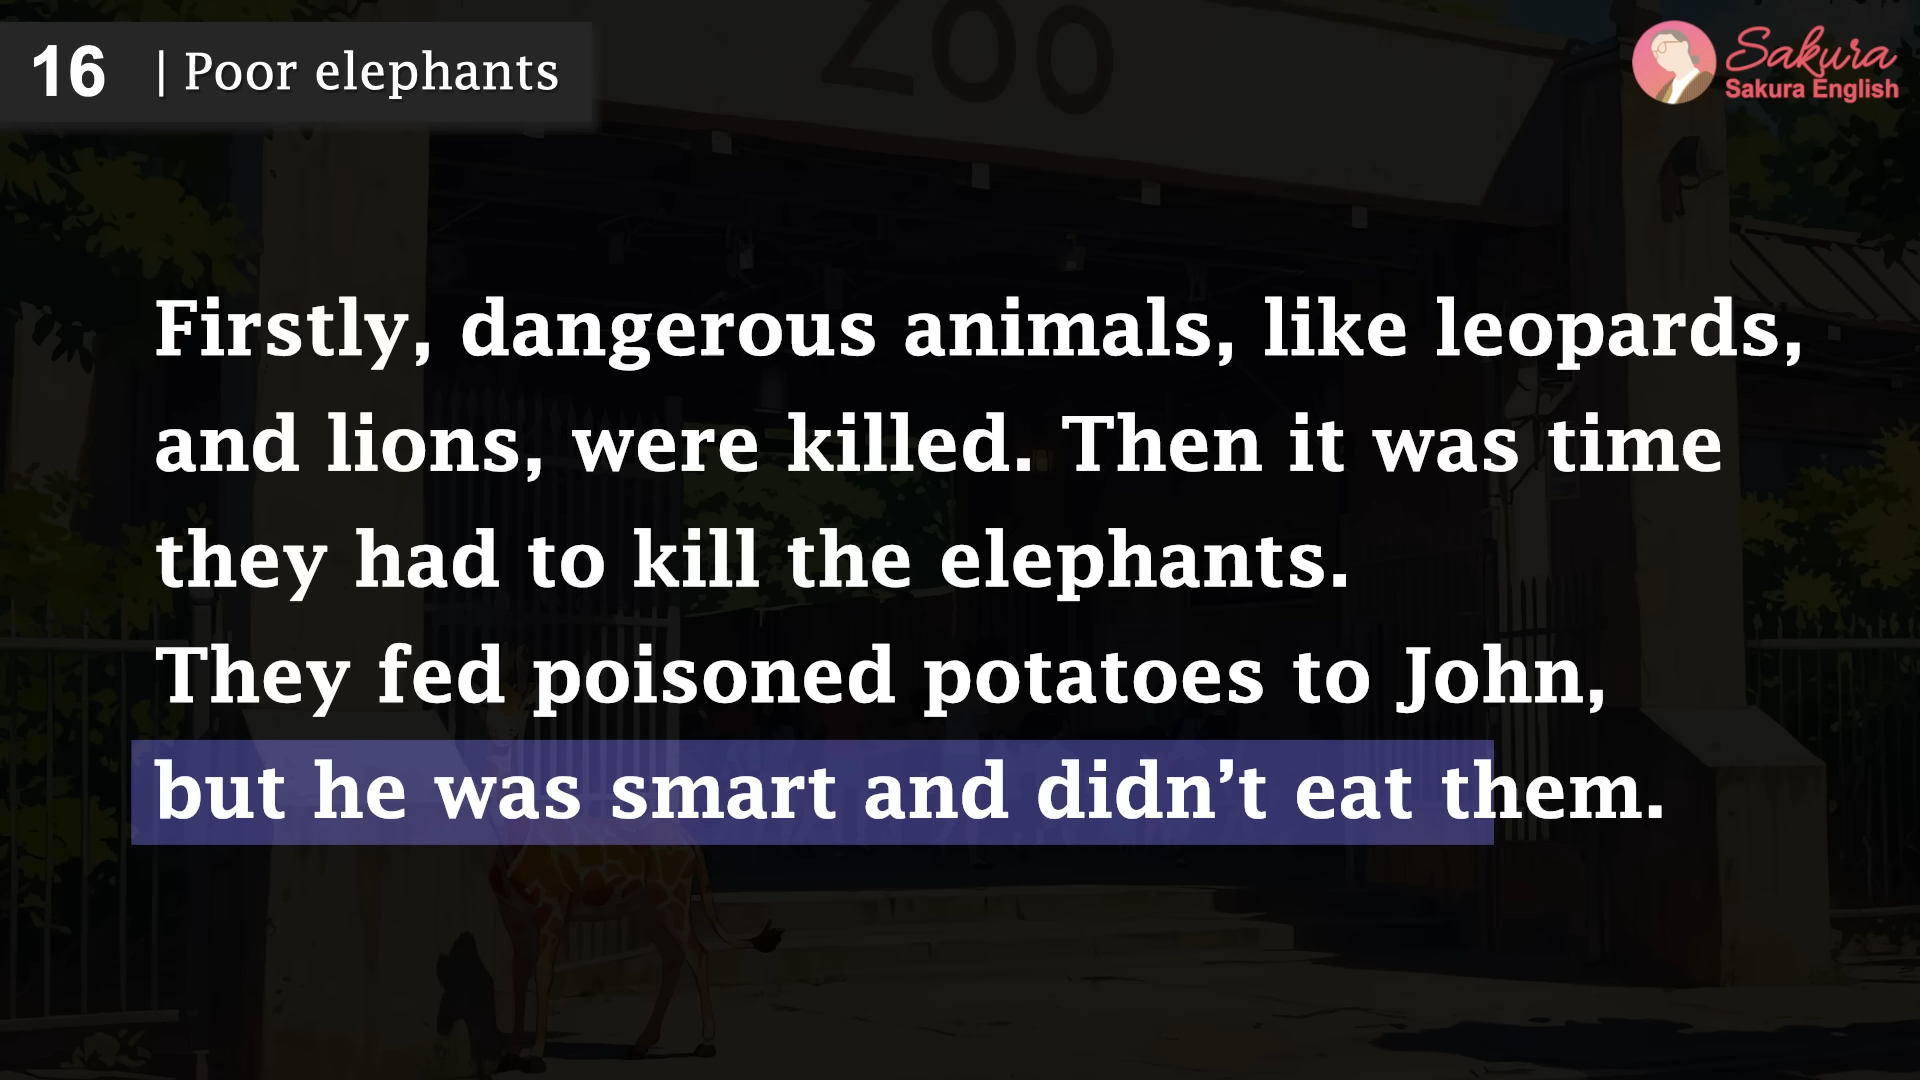 16 | Poor elephants
Sakura
Sakura English
ZOO
Firstly, dangerous animals, like leopards,
and lions, were killed. Then it was time
they had to kill the elephants.
They fed poisoned potatoes to John,
but he was smart and didn’t eat them.